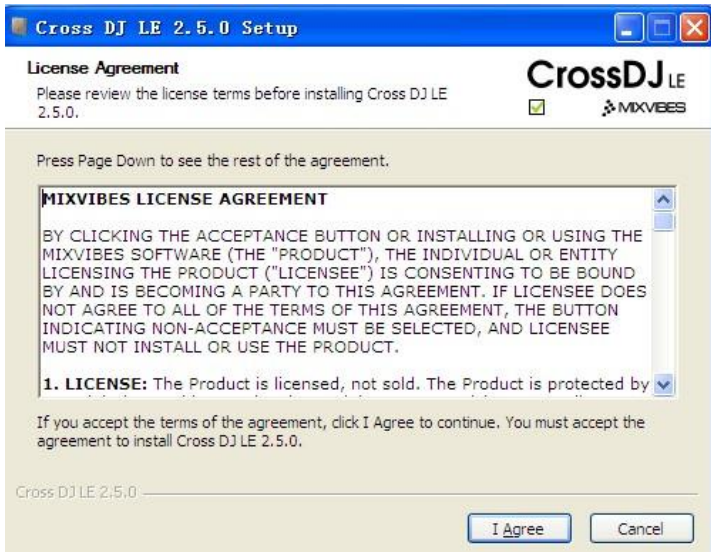 Cross DJ LE 2.5.0 Setup
License Agreement
Please review the license terms before installing Cross DJ LE
2.5.0.
CrossDJ LE
MIXVIBES
Press Page Down to see the rest of the agreement.
MIXVIBES LICENSE AGREEMENT
BY CLICKING THE ACCEPTANCE BUTTON OR INSTALLING OR USING THE
MIXVIBES SOFTWARE (THE "PRODUCT"), THE INDIVIDUAL OR ENTITY
LICENSING THE PRODUCT ("LICENSEE") IS CONSENTING TO BE BOUND
BY AND IS BECOMING A PARTY TO THIS AGREEMENT. IF LICENSEE DOES
NOT AGREE TO ALL OF THE TERMS OF THIS AGREEMENT, THE BUTTON
INDICATING NON-ACCEPTANCE MUST BE SELECTED, AND LICENSEE
MUST NOT INSTALL OR USE THE PRODUCT.
1. LICENSE: The Product is licensed, not sold. The Product is protected by
If you accept the terms of the agreement, click I Agree to continue. You must accept the
agreement to install Cross DJ LE 2.5.0.
Cross DJ LE 2.5.0
I Agree
Cancel